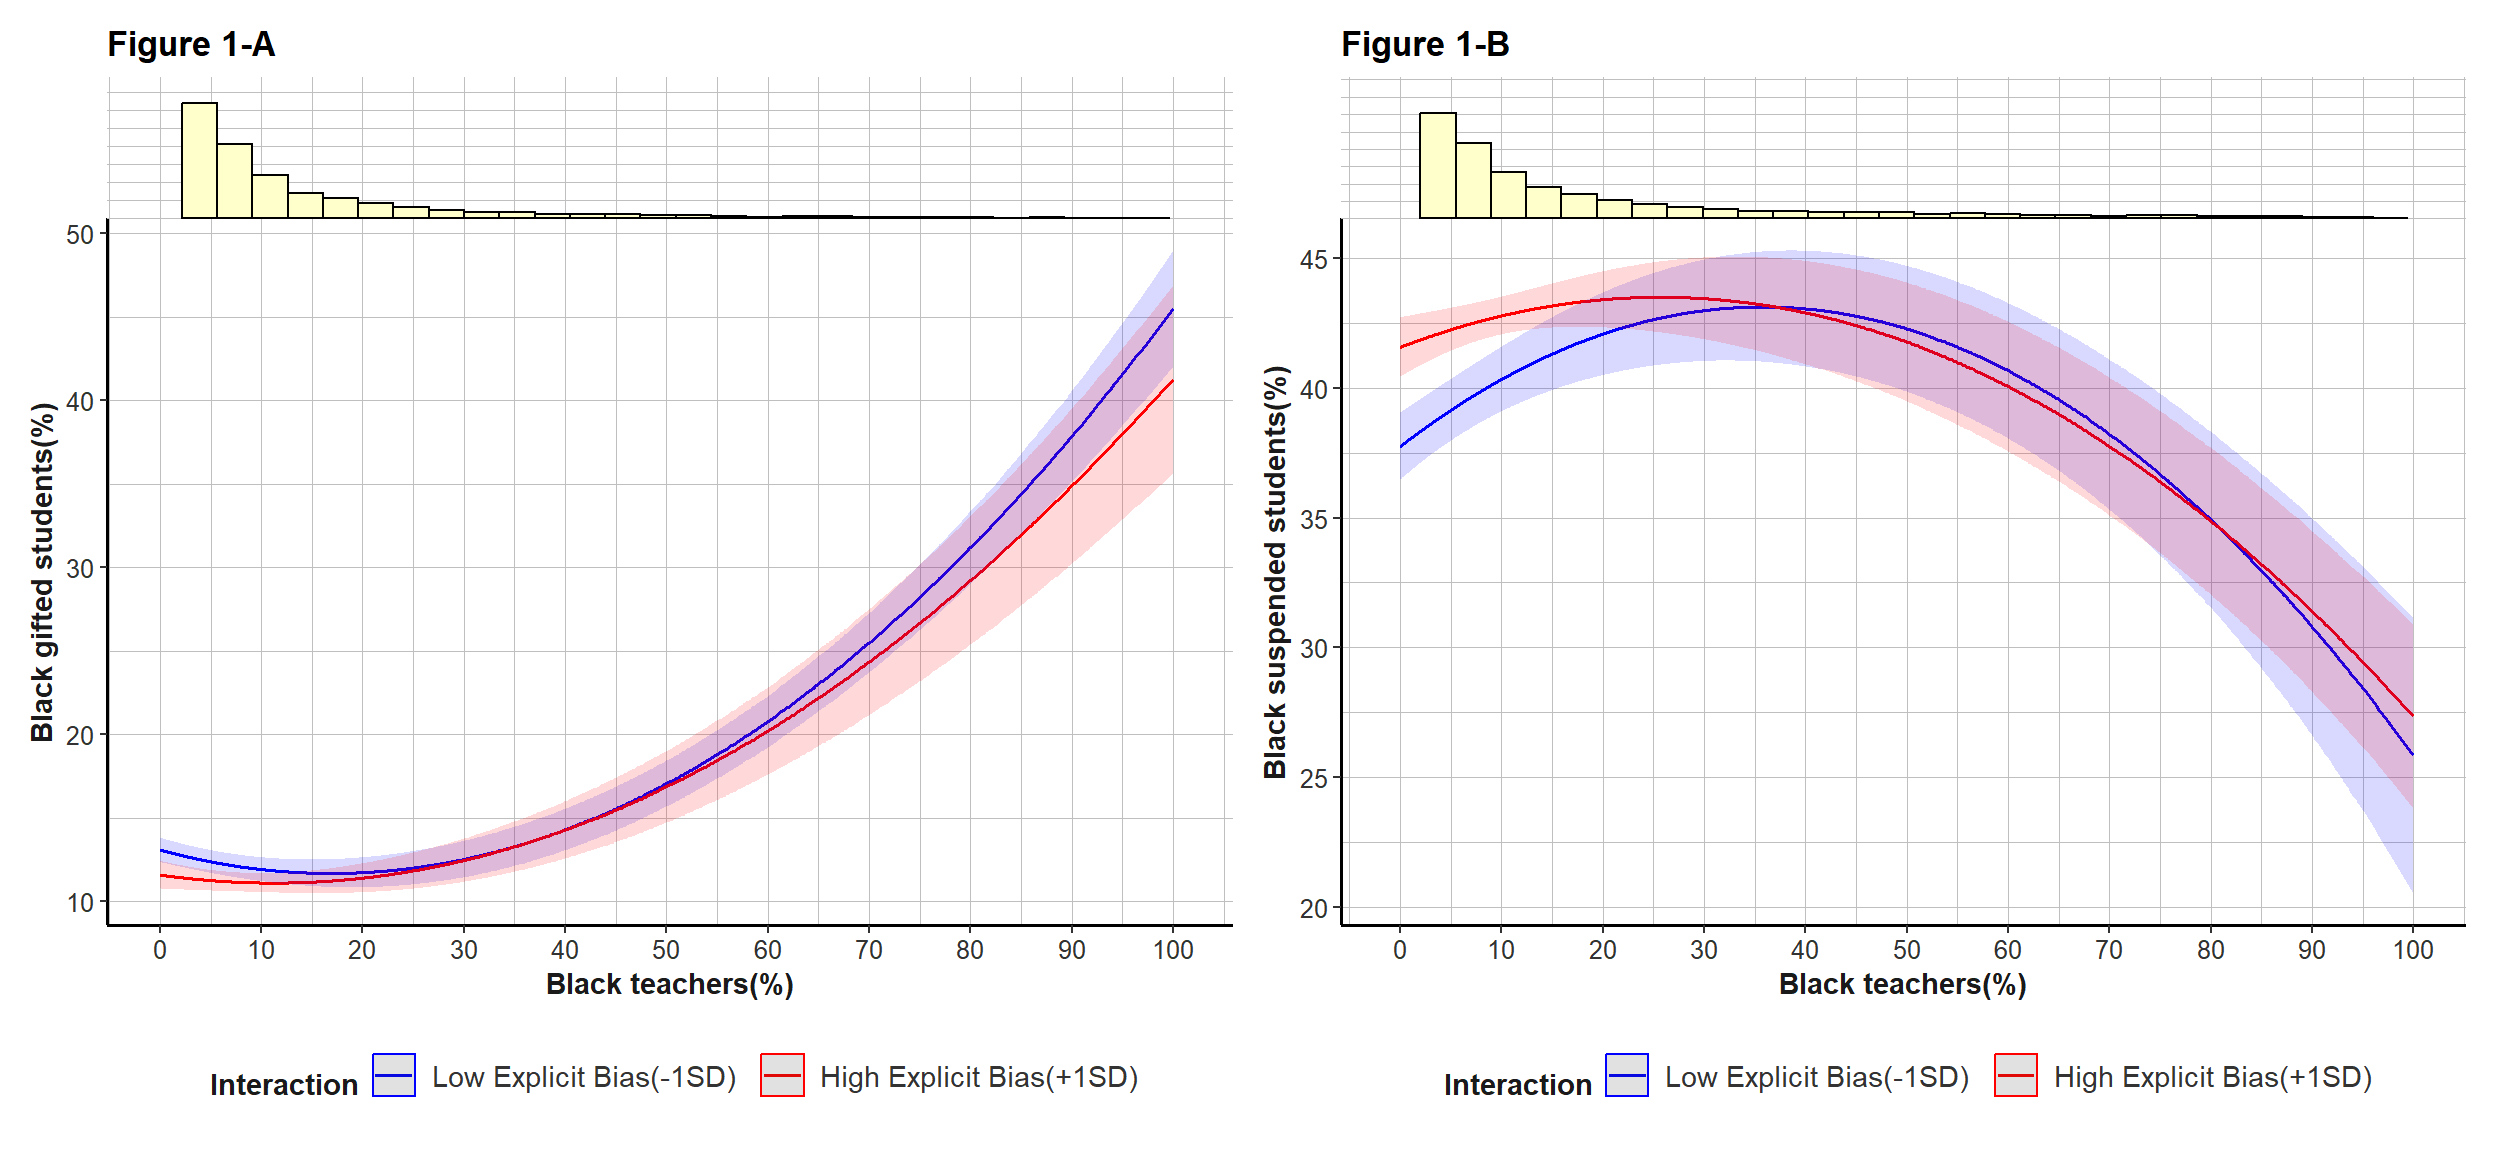 Figure 1-A
50
40
30
20
10
Black gifted students(%)
0 10 20 30 40 50 60 70 80 90 100
Black teachers(%)
Interaction Low Explicit Bias(-1SD) High Explicit Bias(+1SD)
Figure 1-B
45
40
35
30
25
20
Black suspended students(%)
0 10 20 30 40 50 60 70 80 90 100
Black teachers(%)
Interaction Low Explicit Bias(-1SD) High Explicit Bias(+1SD)